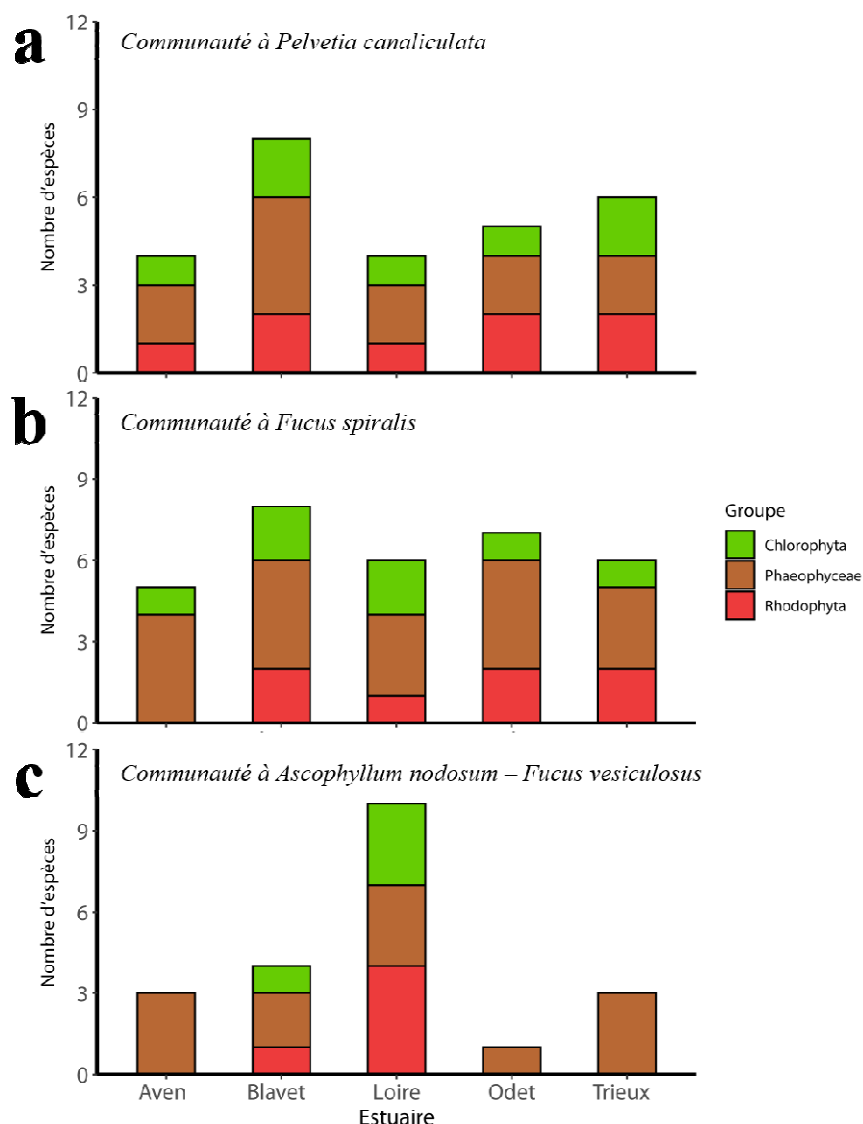 a
Communauté à Pelvetia canaliculata
12
9
6
3
0
Nombre d'espèces
b
Communauté à Fucus spiralis
12
9
6
3
0
Nombre d'espèces
Groupe
Chlorophyta
Phaeophyceae
Rhodophyta
c
Communauté à Ascophyllum nodosum – Fucus vesiculosus
12
9
6
3
0
Nombre d'espèces
Aven Blavet Loire Odet Trieux
Estuaire